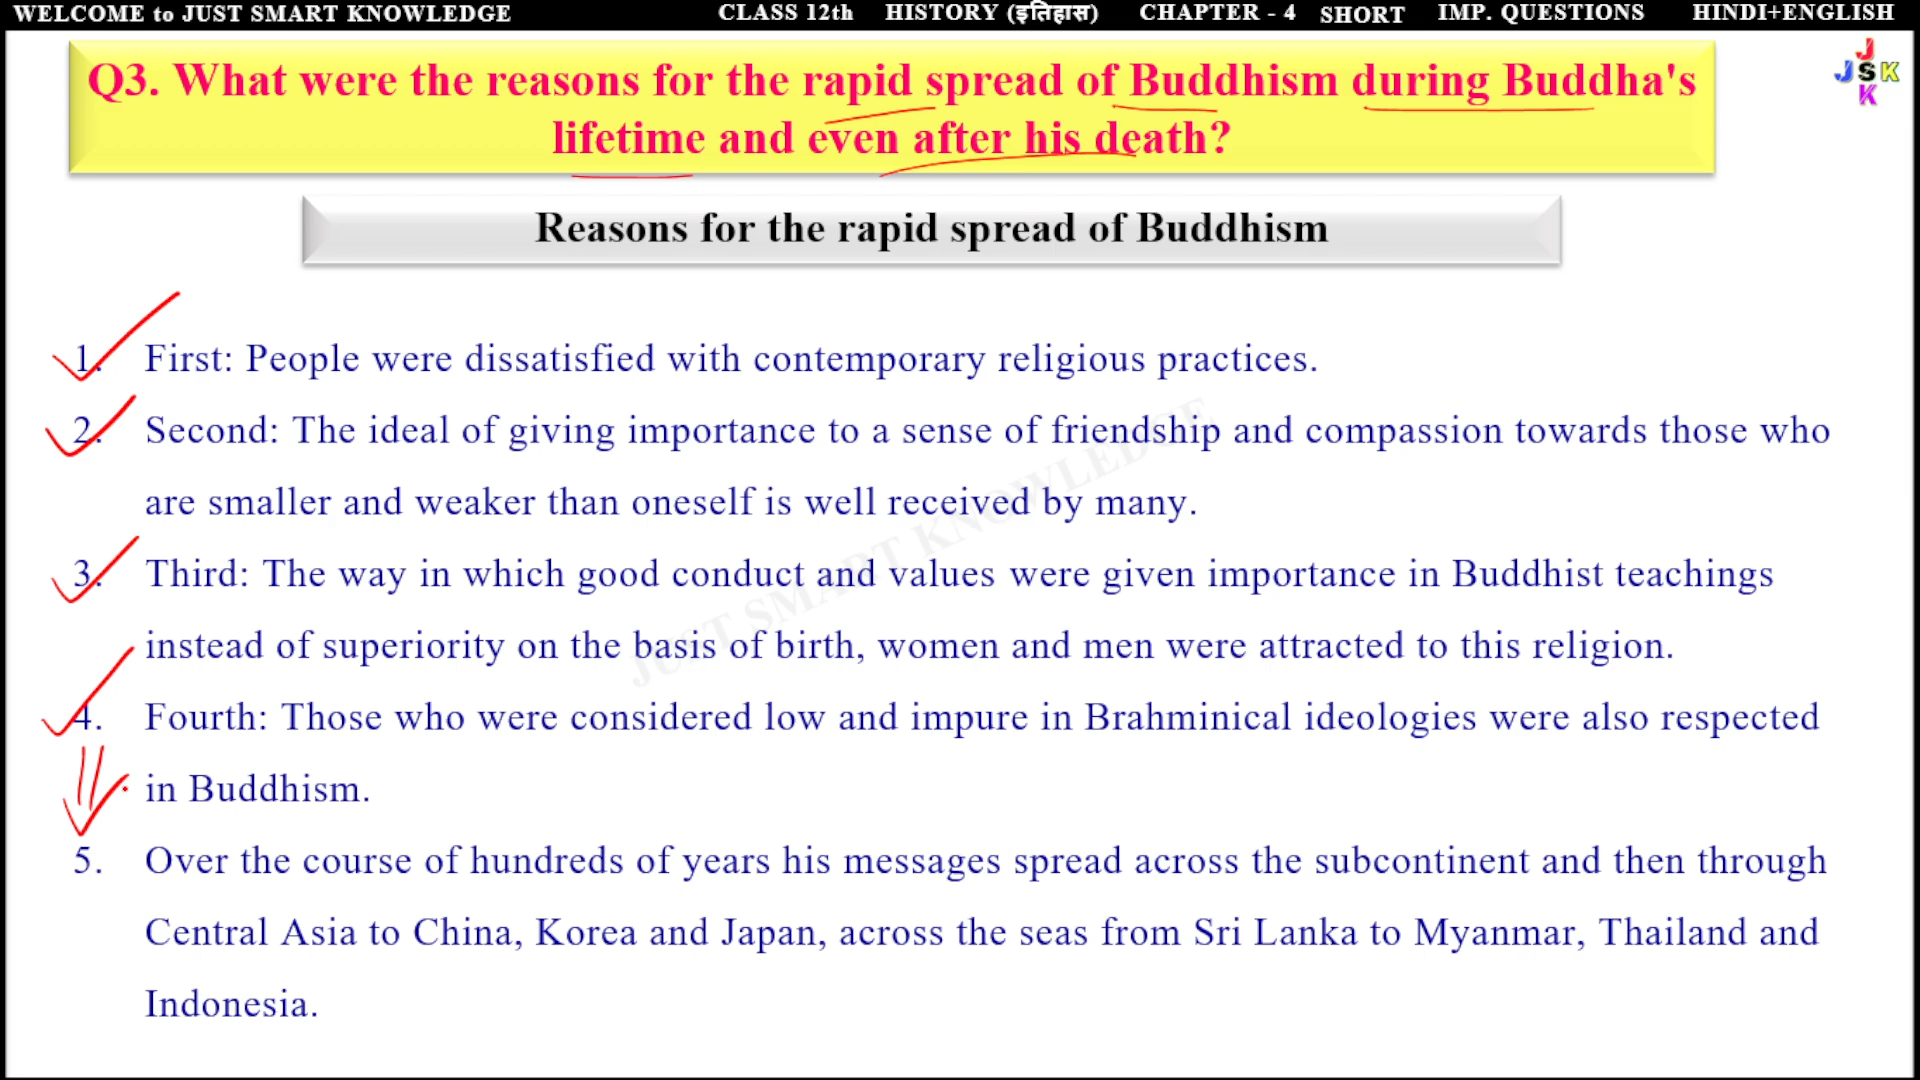 WELCOME to JUST SMART KNOWLEDGE CLASS 12th HISTORY (इतिहास) CHAPTER - 4 SHORT IMP. QUESTIONS HINDI+ENGLISH
J
J S K
K
Q3. What were the reasons for the rapid spread of Buddhism during Buddha's
lifetime and even after his death?
Reasons for the rapid spread of Buddhism
1. First: People were dissatisfied with contemporary religious practices.
2. Second: The ideal of giving importance to a sense of friendship and compassion towards those who
are smaller and weaker than oneself is well received by many.
3. Third: The way in which good conduct and values were given importance in Buddhist teachings
instead of superiority on the basis of birth, women and men were attracted to this religion.
4. Fourth: Those who were considered low and impure in Brahminical ideologies were also respected
in Buddhism.
5. Over the course of hundreds of years his messages spread across the subcontinent and then through
Central Asia to China, Korea and Japan, across the seas from Sri Lanka to Myanmar, Thailand and
Indonesia.
JUST SMART KNOWLEDGE